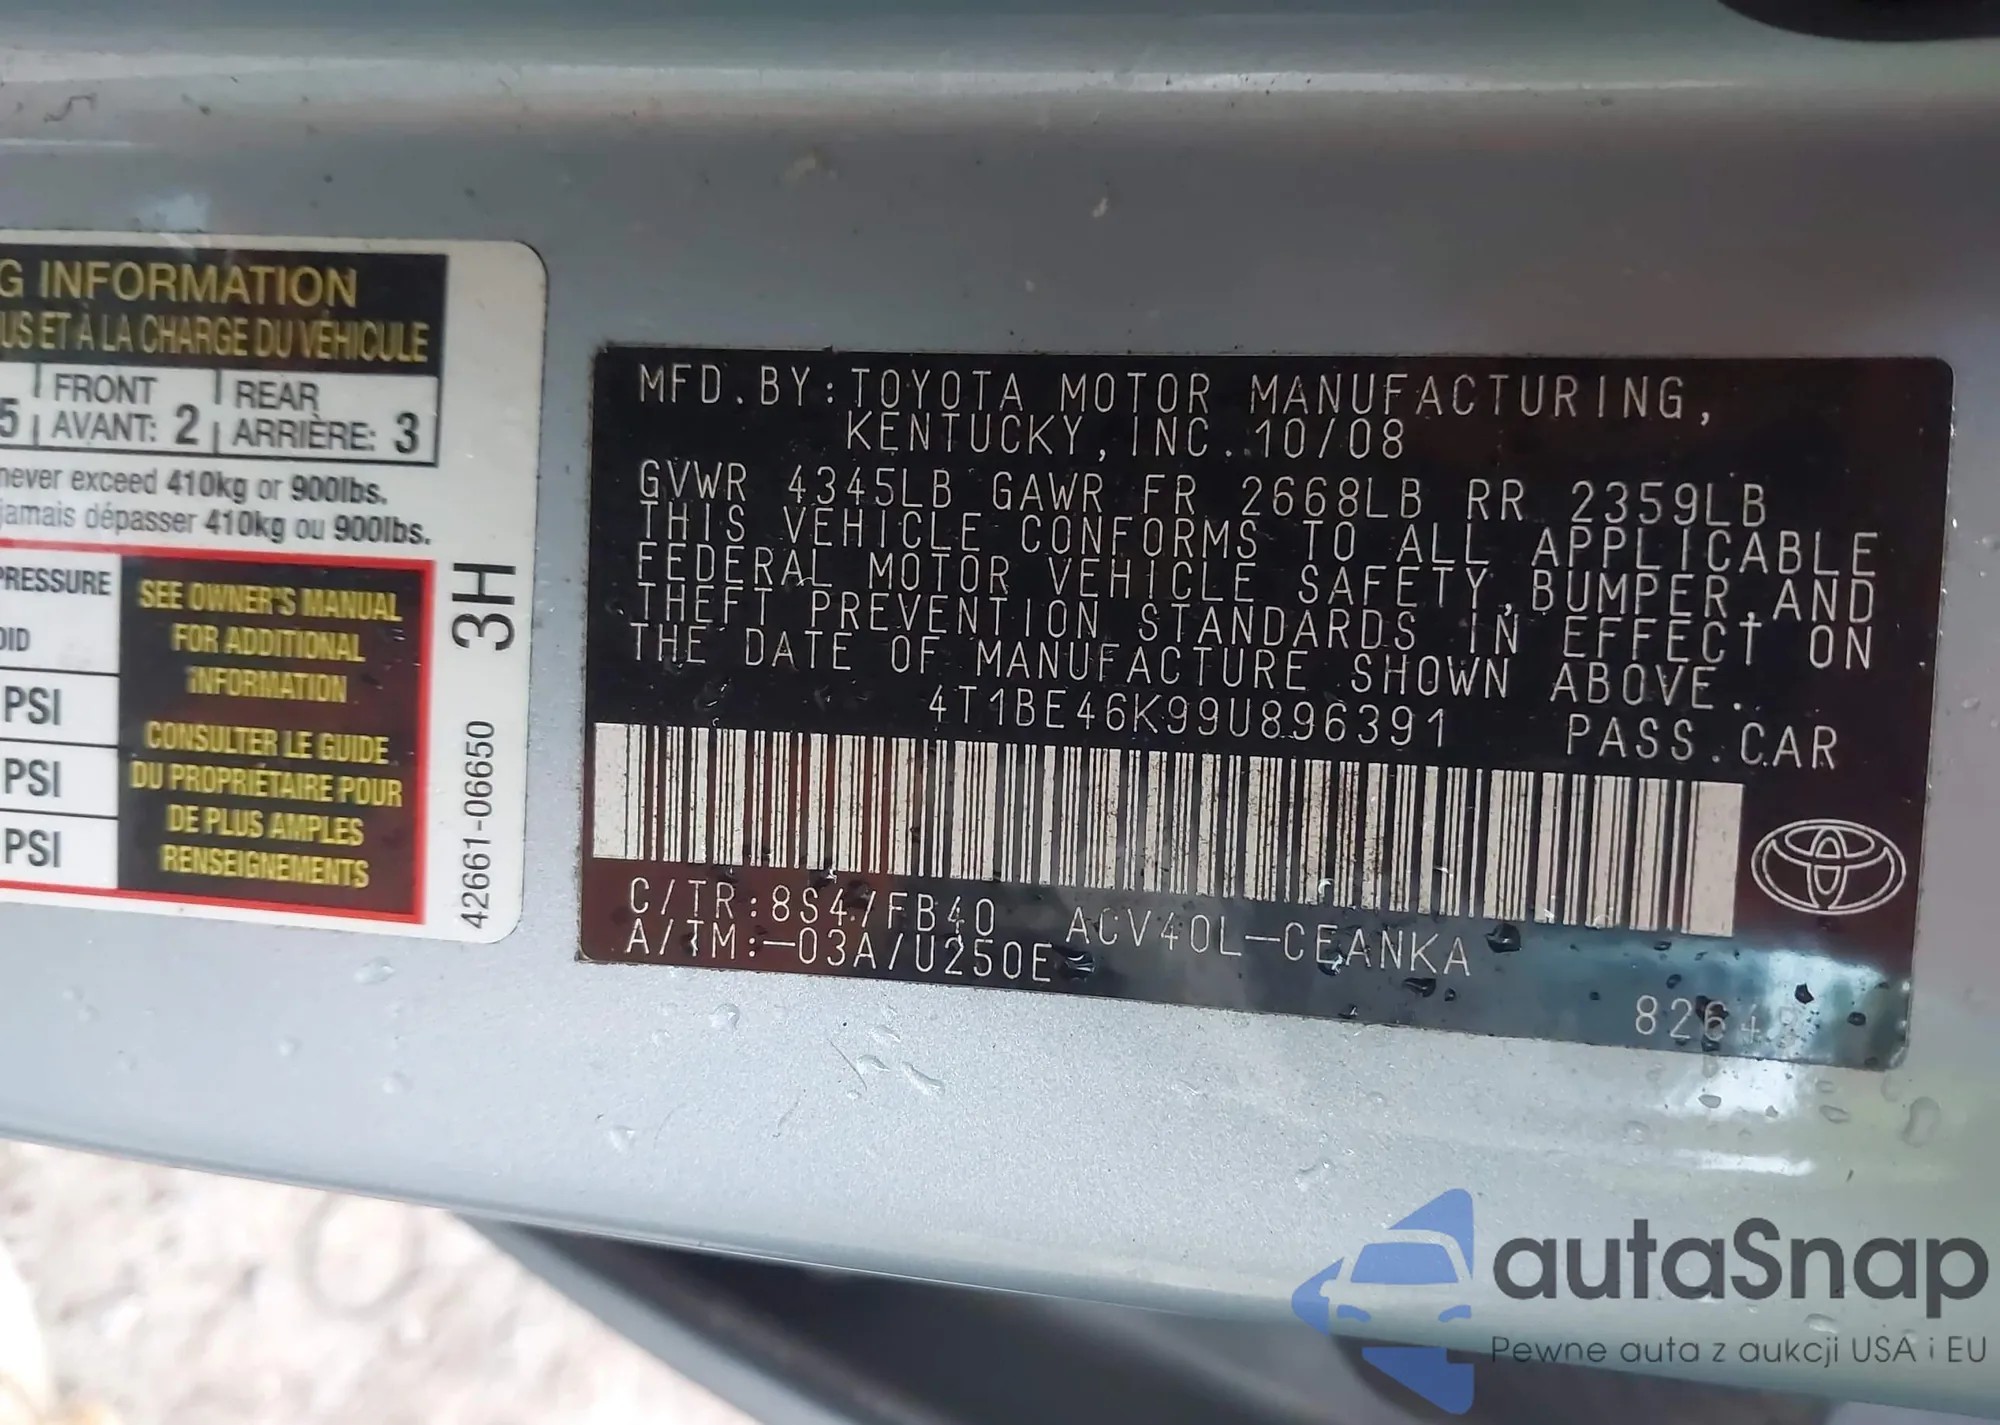 G INFORMATION
US ET À LA CHARGE DU VÉHICULE
5 FRONT AVANT: 2 REAR ARRIÈRE: 3
never exceed 410kg or 900lbs.
jamais dépasser 410kg ou 900lbs.
PRESSURE
OID
PSI
PSI
PSI
SEE OWNER'S MANUAL
FOR ADDITIONAL
INFORMATION
CONSULTER LE GUIDE
DU PROPRIÉTAIRE POUR
DE PLUS AMPLES
RENSEIGNEMENTS
3H
42661-06650
MFD.BY:TOYOTA MOTOR MANUFACTURING,
KENTUCKY,INC.10/08
GVWR 4345LB GAWR FR 2668LB RR 2359LB
THIS VEHICLE CONFORMS TO ALL APPLICABLE
FEDERAL MOTOR VEHICLE SAFETY,BUMPER,AND
THEFT PREVENTION STANDARDS IN EFFECT ON
THE DATE OF MANUFACTURE SHOWN ABOVE..
4T1BE46K99U896391 PASS.CAR
C/TR:8S4/FB40 ACV40L-CEANKA
A/TM:-03A/U250E
autaSnap
Pewne auta z aukcji USA i EU